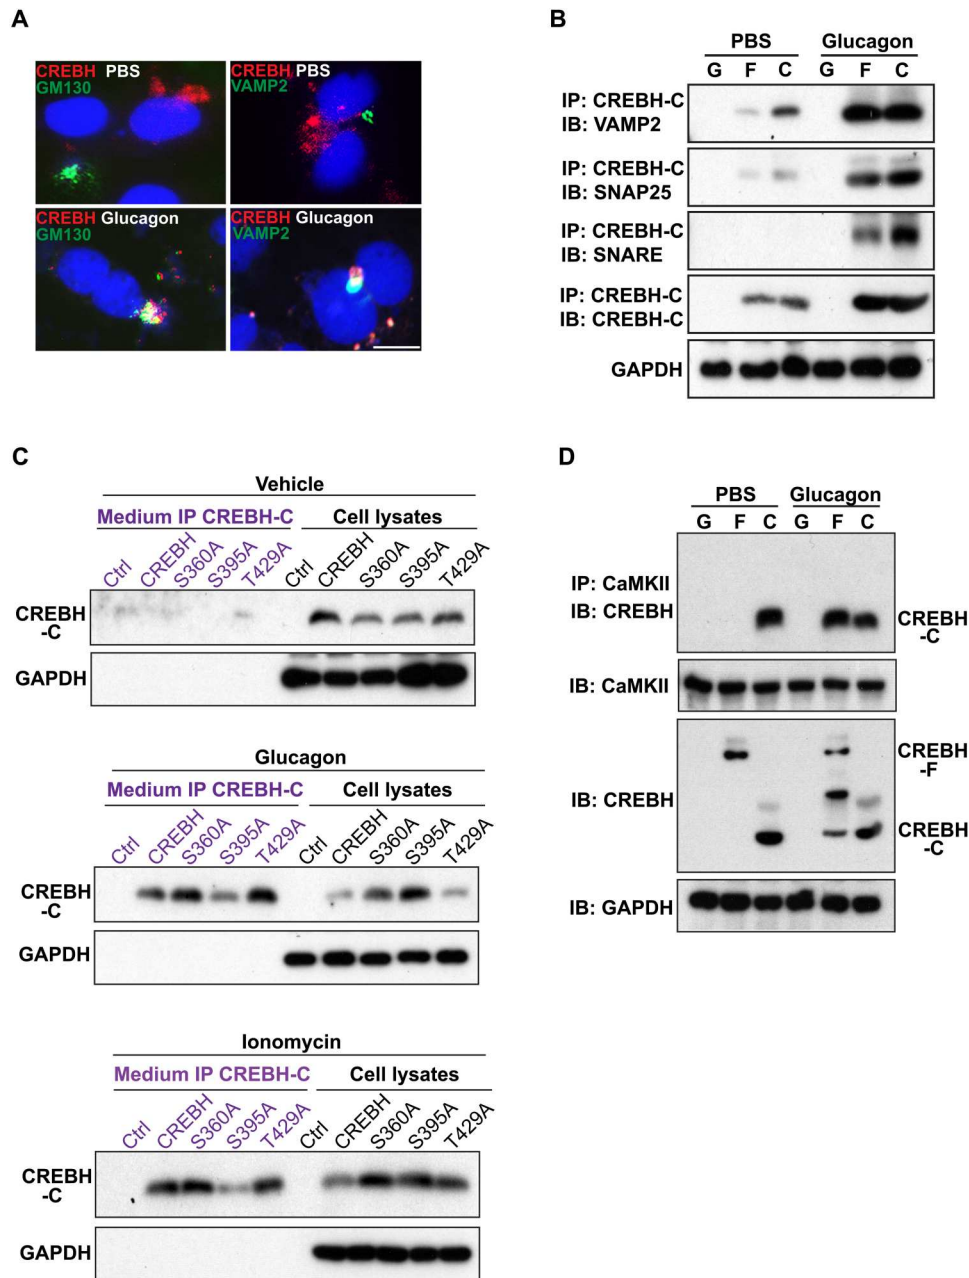 A
CREBH PBS
GM130
CREBH PBS
VAMP2
CREBH Glucagon
GM130
CREBH Glucagon
VAMP2
B
PBS Glucagon
G F C G F C
IP: CREBH-C
IB: VAMP2
IP: CREBH-C
IB: SNAP25
IP: CREBH-C
IB: SNARE
IP: CREBH-C
IB: CREBH-C
GAPDH
C
Vehicle
Medium IP CREBH-C Cell lysates
Ctrl CREBH S360A S395A T429A Ctrl CREBH S360A S395A T429A
CREBH
-C
GAPDH
Glucagon
Medium IP CREBH-C Cell lysates
Ctrl CREBH S360A S395A T429A Ctrl CREBH S360A S395A T429A
CREBH
-C
GAPDH
Ionomycin
Medium IP CREBH-C Cell lysates
Ctrl CREBH S360A S395A T429A Ctrl CREBH S360A S395A T429A
CREBH
-C
GAPDH
D
PBS Glucagon
G F C G F C
IP: CaMKII
IB: CREBH
CREBH
-C
IB: CaMKII
CREBH
-F
IB: CREBH
CREBH
-C
IB: GAPDH